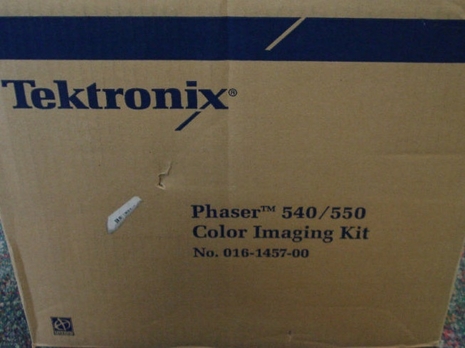 Tektronix®
Phaser™ 540/550
Color Imaging Kit
No. 016-1457-00